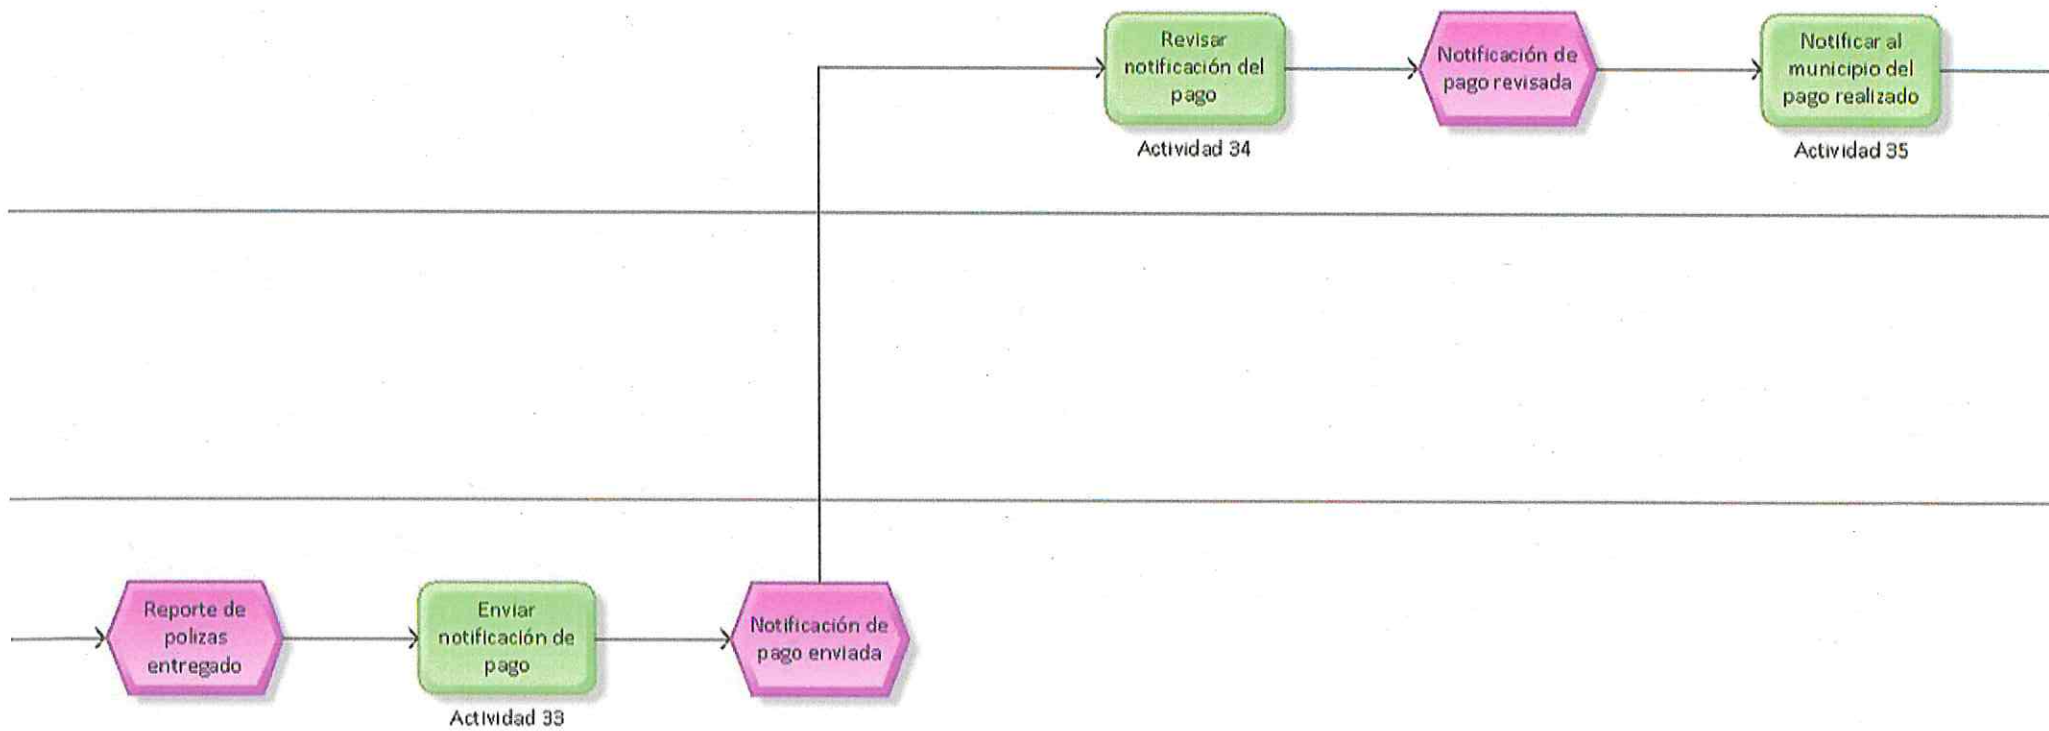 Revisar
notificación del
pago
Actividad 34
Notificación de
pago revisada
Notificar al
municipio del
pago realizado
Actividad 35
Reporte de
polizas
entregado
Enviar
notificación de
pago
Actividad 33
Notificación de
pago enviada